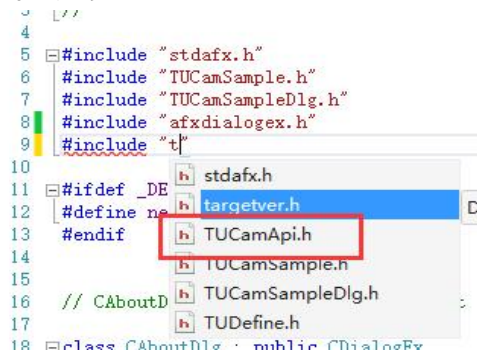 3 //
4
5 #include "stdafx.h"
6 #include "TUCamSample.h"
7 #include "TUCamSampleDlg.h"
8 #include "afxdialogex.h"
9 #include "t"
10 stdafx.h
11 #ifdef _DE targetver.h D
12 #define ne
13 #endif TUCamApi.h
14 TUCamSample.h
15
16 // CAboutD TUCamSampleDlg.h t
17 TUDefine.h
18 class CAboutDlg : public CDialogEx